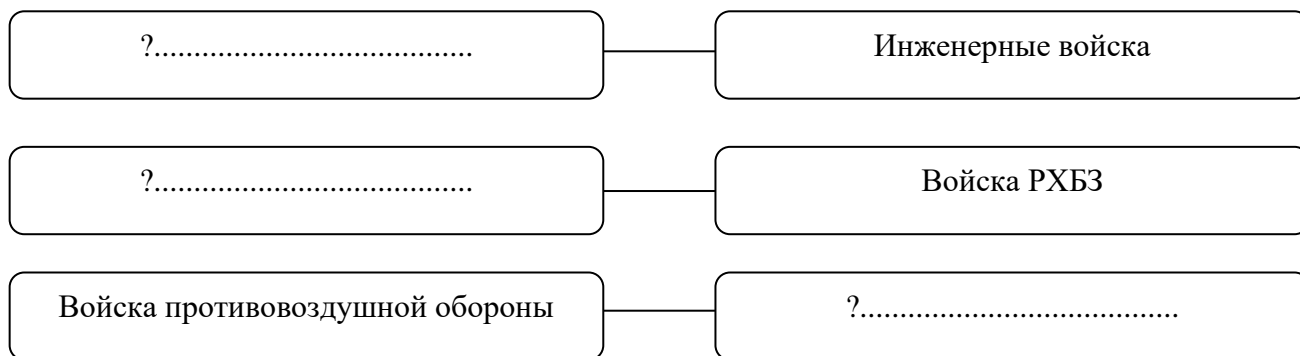 ?........................................ Инженерные войска
?........................................ Войска РХБЗ
Войска противовоздушной обороны ?........................................